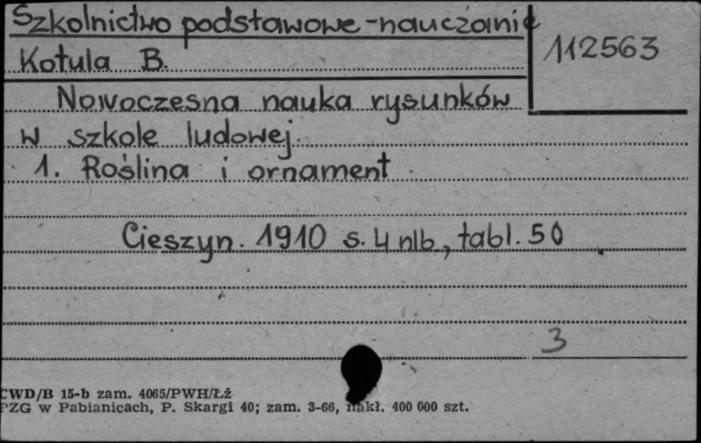 Szkolnictwo podstawowe-nauczanie
112563
Kotula B.
Nowoczesna nauka rysunków
w szkole ludowej.
1. Roślina i ornament
Cieszyn. 1910 s. 4 nlb., tabl. 50
3
CWD/B 15-b zam. 4065/PWH/Łź
PZG w Pabianicach, P. Skargi 40; zam. 3-66, nakł. 400 000 szt.